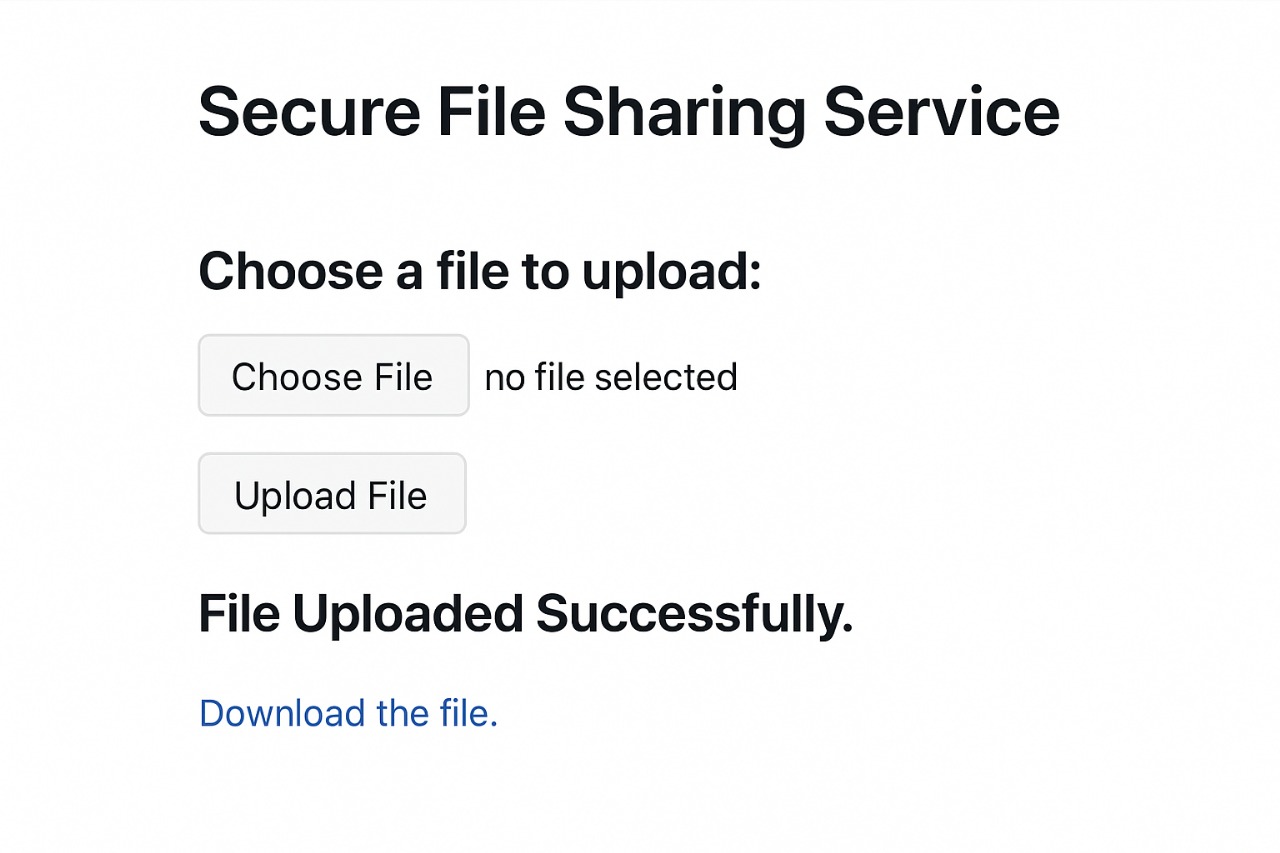 Secure File Sharing Service
Choose a file to upload:
Choose File no file selected
Upload File
File Uploaded Successfully.
Download the file.